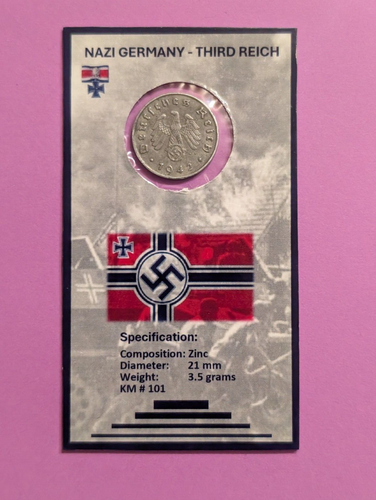 NAZI GERMANY - THIRD REICH
Deutsches Reich
1943
Specification:
Composition: Zinc
Diameter: 21 mm
Weight: 3.5 grams
KM # 101